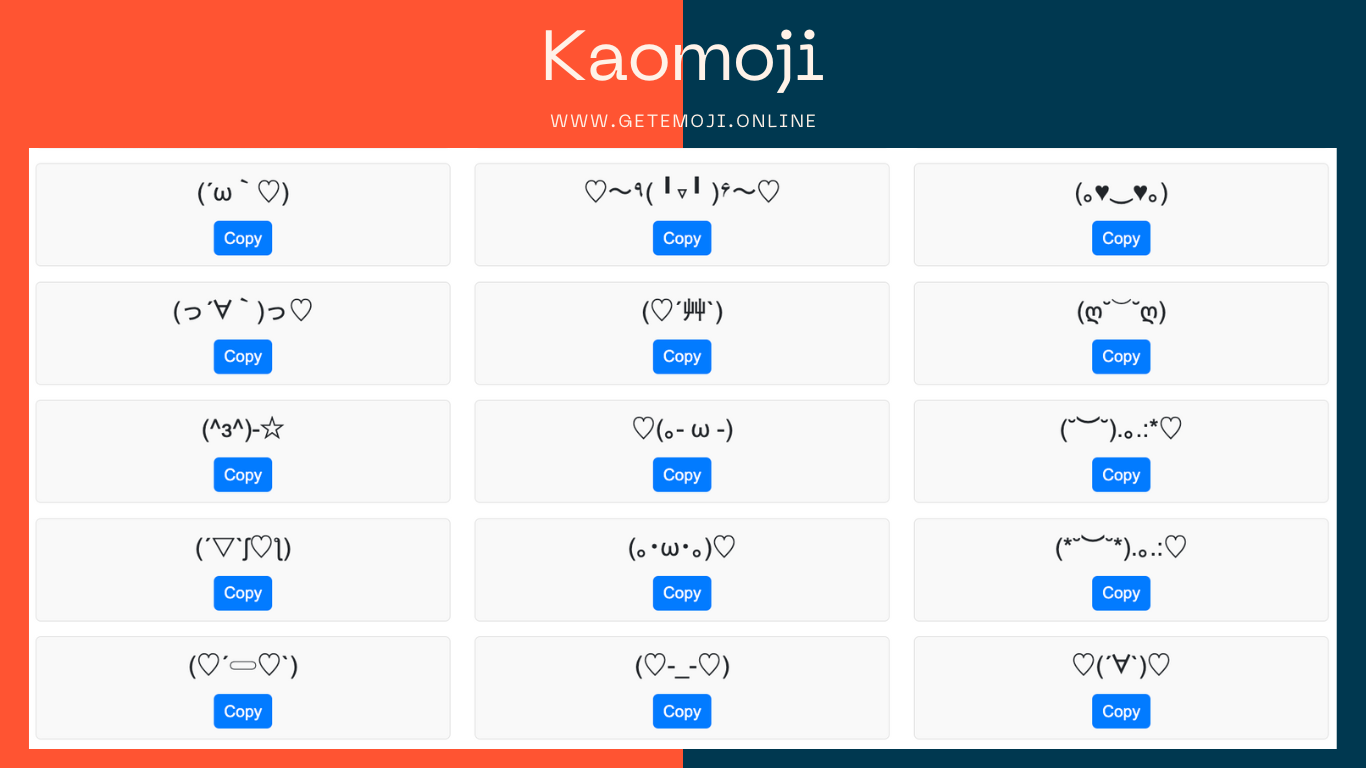 Kaomoji
WWW.GETEMOJI.ONLINE
(´ω｀♡)
♡～٩( ╹▿╹ )۶～♡
(｡♥‿♥｡)
Copy
Copy
Copy
(っ´∀｀)っ♡
(♡´艸`)
(ღ˘⌣˘ღ)
Copy
Copy
Copy
(^з^)-☆
♡(｡- ω -)
(˘︶˘).｡.:*♡
Copy
Copy
Copy
(´▽`ʃ♡ƪ)
(｡･ω･｡)♡
(*˘︶˘*).｡.:♡
Copy
Copy
Copy
(♡´⚰♡`)
(♡-_-♡)
♡(´∀`)♡
Copy
Copy
Copy